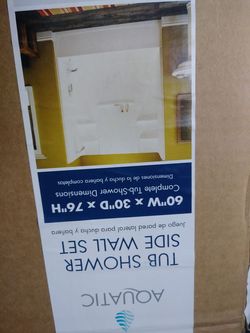 AQUATIC
TUB SHOWER
SIDE WALL SET
Juego de pared lateral para ducha y bañera
60"W x 30"D x 76"H
Complete Tub-Shower Dimensions
Dimensiones de la ducha y bañera completos